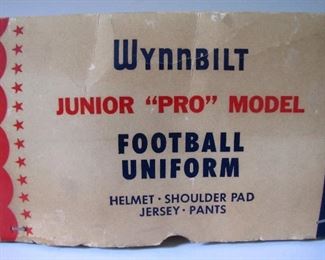 WYNNBILT
JUNIOR "PRO" MODEL
FOOTBALL
UNIFORM
HELMET · SHOULDER PAD
JERSEY · PANTS